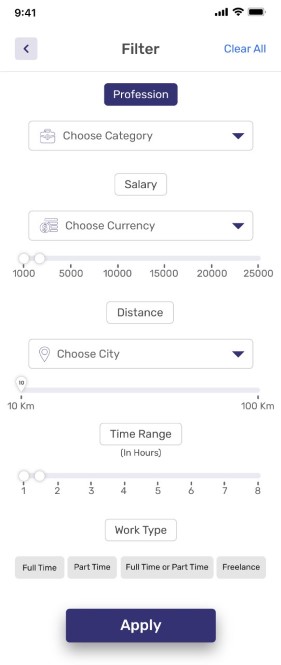 9:41
Filter
Clear All
Profession
Choose Category
Salary
Choose Currency
1000 5000 10000 15000 20000 25000
Distance
Choose City
10
10 Km 100 Km
Time Range
(In Hours)
1 2 3 4 5 6 7 8
Work Type
Full Time Part Time Full Time or Part Time Freelance
Apply